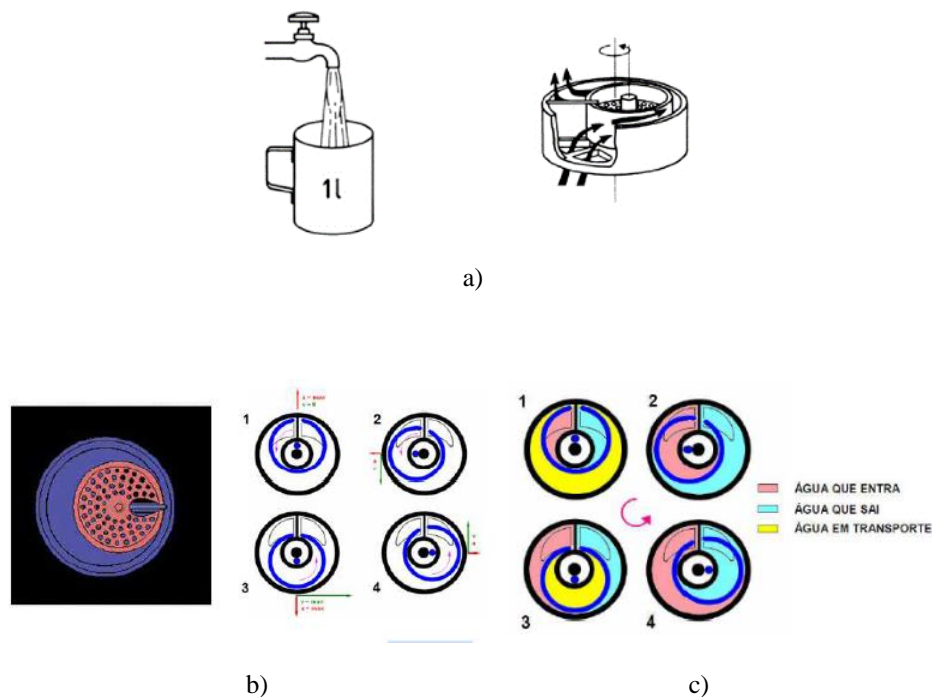 1l
a)
1
2
3
4
1
2
3
4
ÁGUA QUE ENTRA
ÁGUA QUE SAI
ÁGUA EM TRANSPORTE
b)
c)